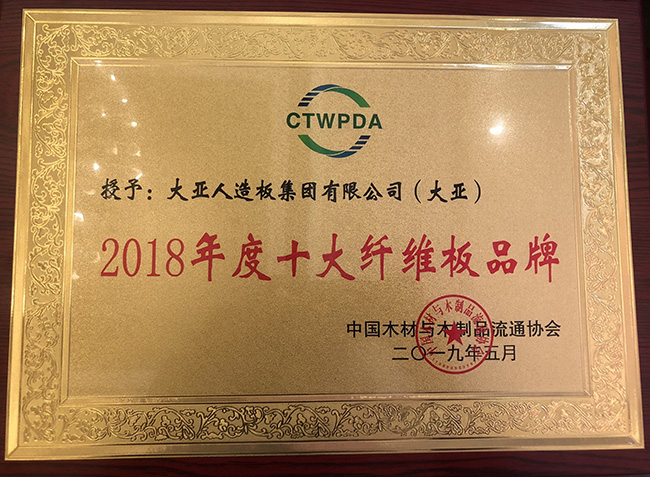 CTWPDA
授予：大亚人造板集团有限公司（大亚）
2018年度十大纤维板品牌
中国木材与木制品流通协会
二〇一九年五月